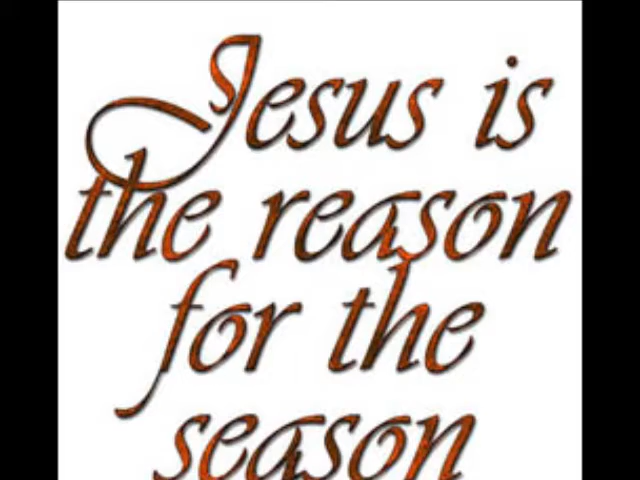 Jesus is
the reason
for the
season